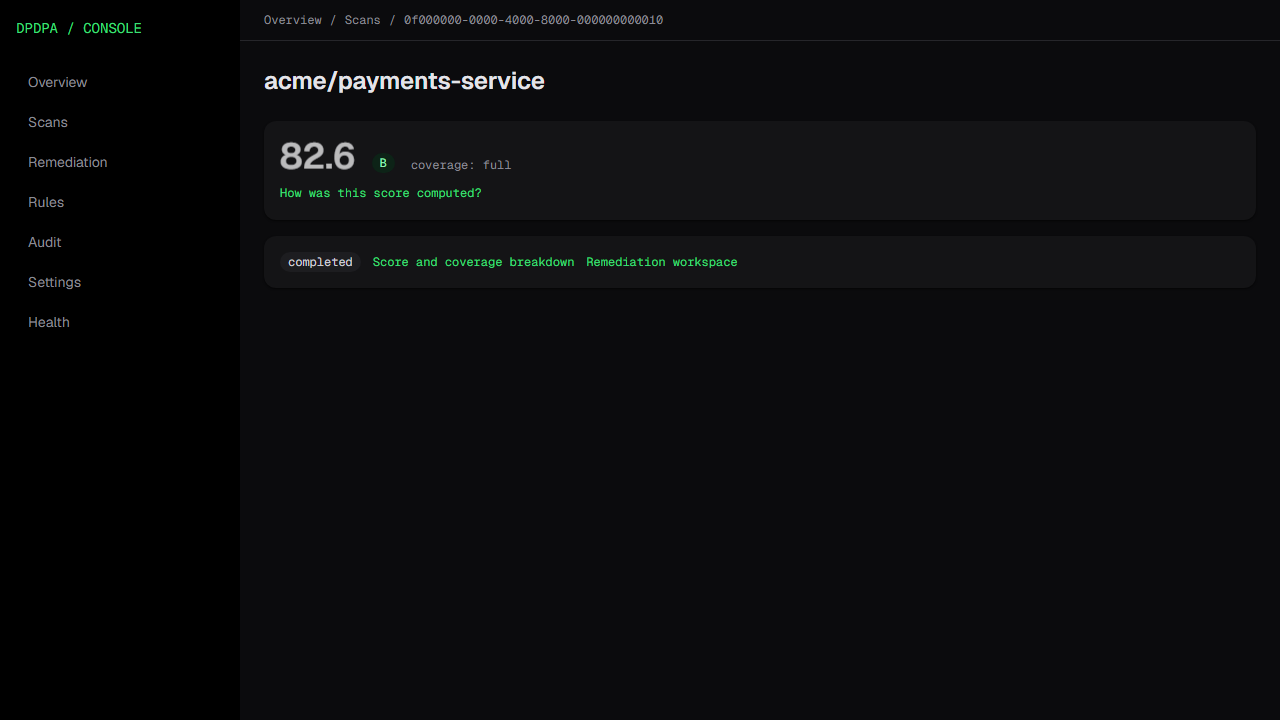 DPDPA / CONSOLE
Overview
Scans
Remediation
Rules
Audit
Settings
Health
Overview / Scans / 0f000000-0000-4000-8000-000000000010
acme/payments-service
82.6 B coverage: full
How was this score computed?
completed Score and coverage breakdown Remediation workspace